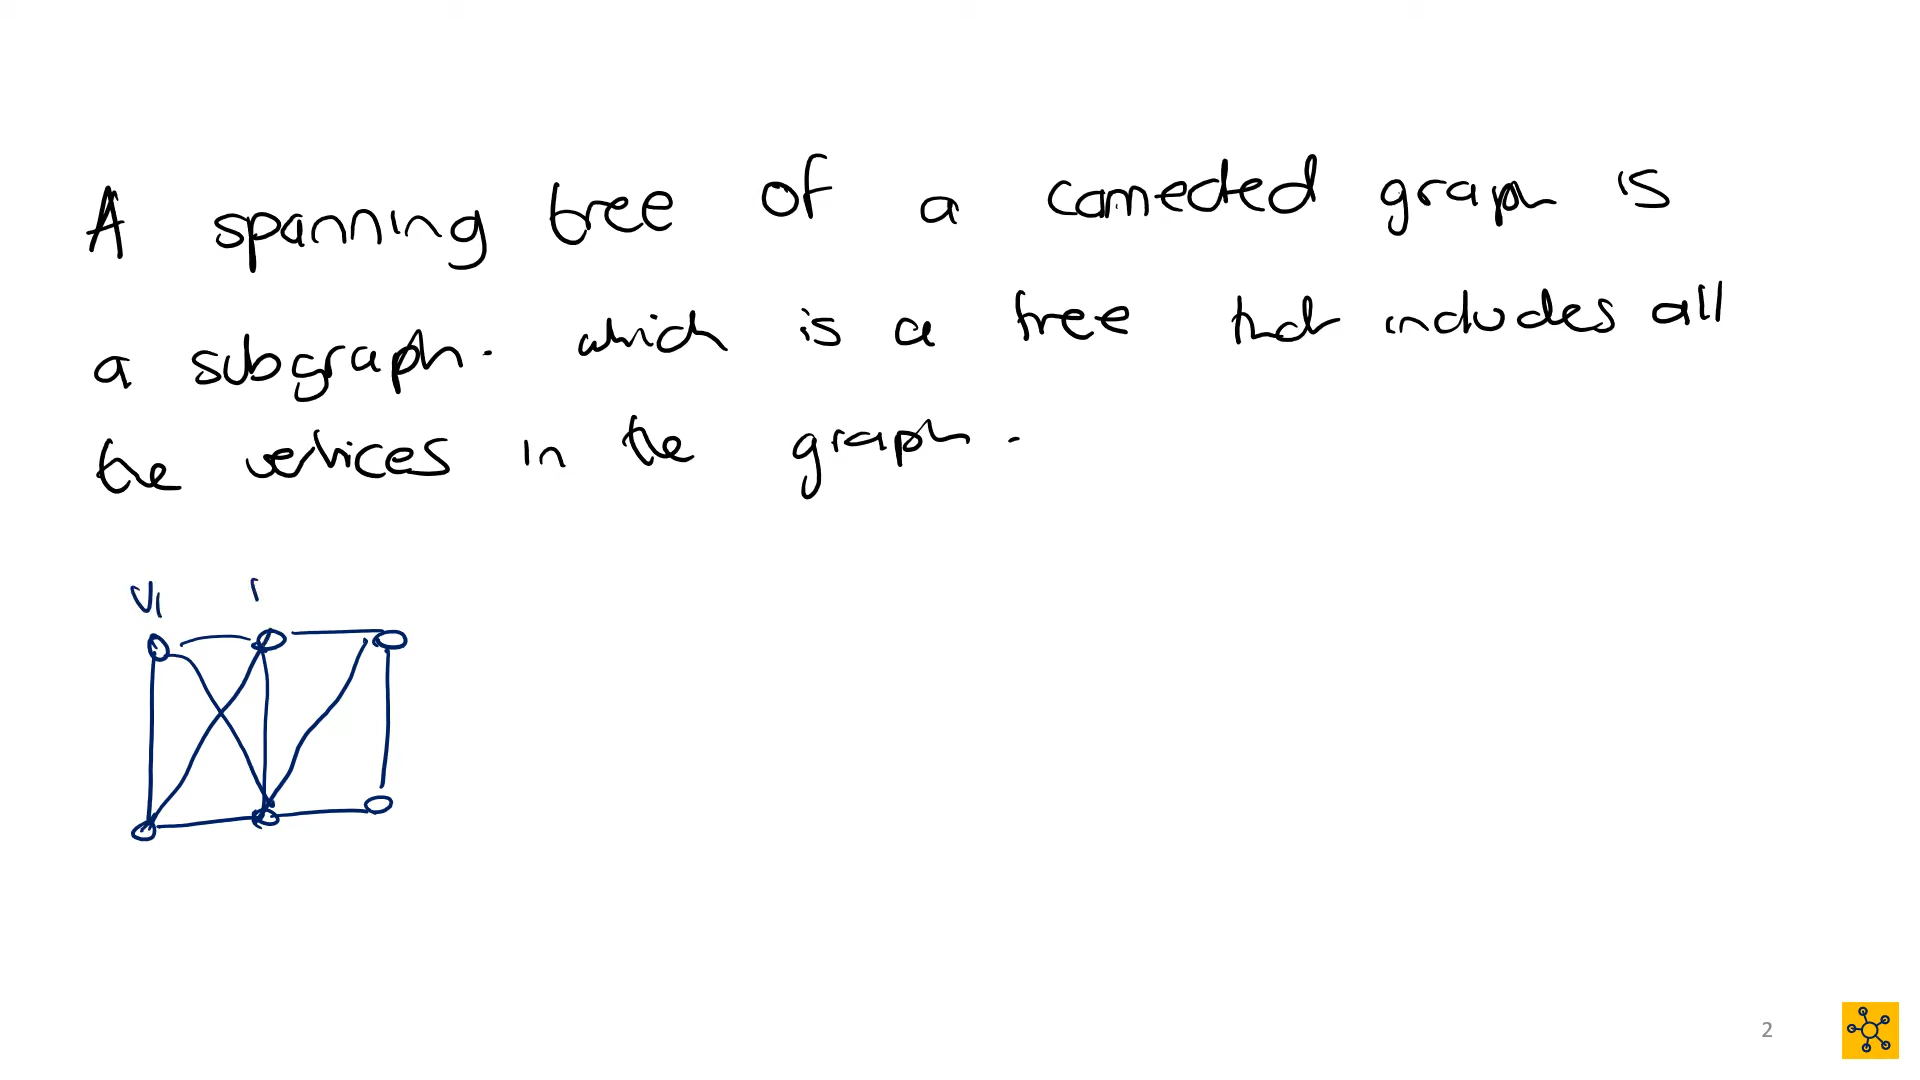 A spanning tree of a connected graph is
a subgraph. which is a tree that includes all
the vertices in the graph.
V1
2